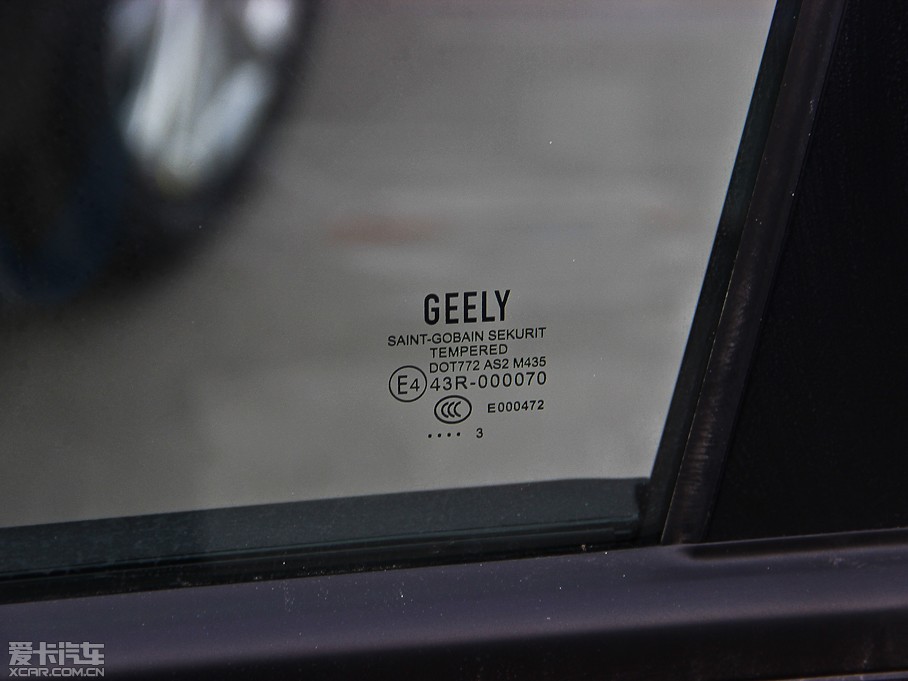 GEELY
SAINT-GOBAIN SEKURIT
TEMPERED
DOT772 AS2 M435
E4 43R-000070
CCC E000472
.... 3
爱卡汽车
XCAR.COM.CN